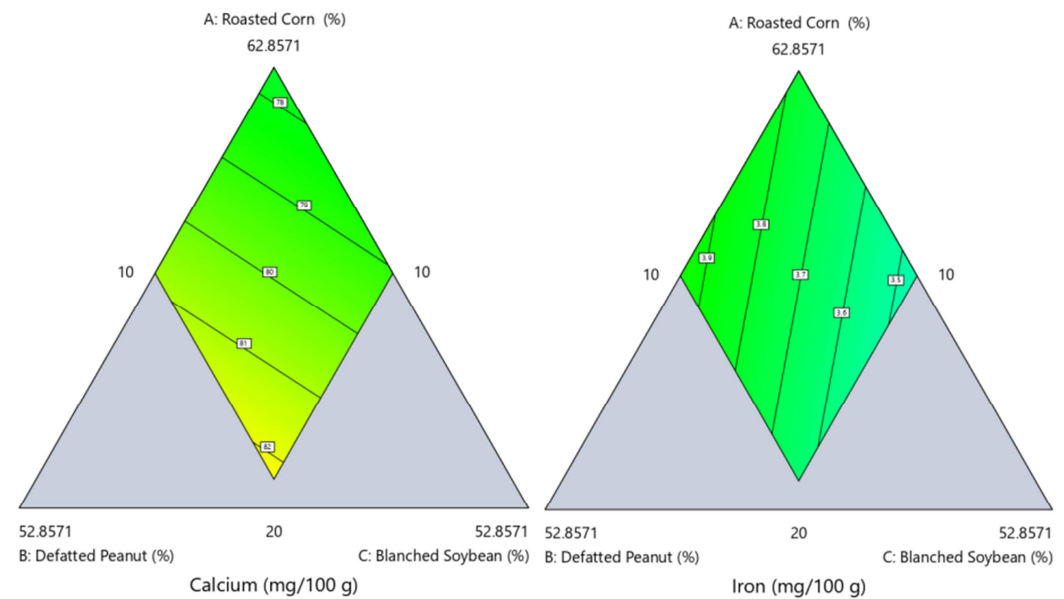 A: Roasted Corn (%)
62.8571
78
79
80
81
82
10
10
52.8571
20
52.8571
B: Defatted Peanut (%)
C: Blanched Soybean (%)
Calcium (mg/100 g)
A: Roasted Corn (%)
62.8571
3.8
3.9
3.7
3.5
3.6
10
10
52.8571
20
52.8571
B: Defatted Peanut (%)
C: Blanched Soybean (%)
Iron (mg/100 g)